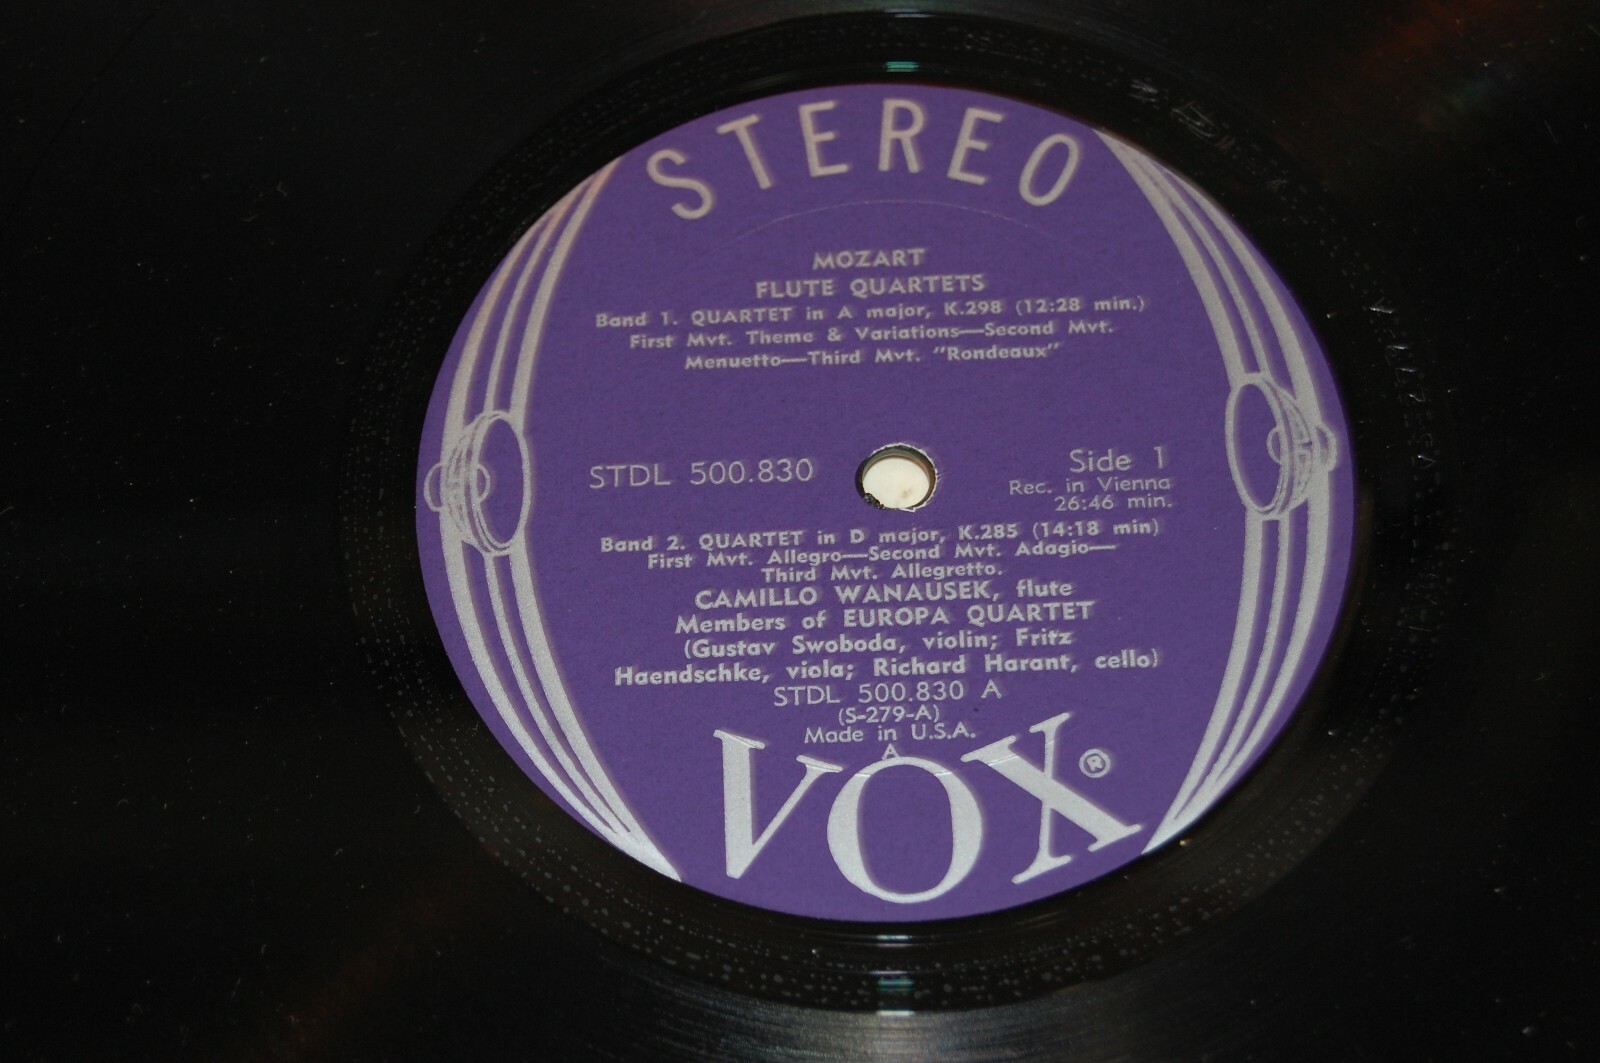 STEREO
MOZART
FLUTE QUARTETS
Band 1. QUARTET in A major, K.298 (12:28 min.)
First Mvt. Theme & Variations—Second Mvt.
Menuetto—Third Mvt. "Rondeaux"
STDL 500.830
Side 1
Rec. in Vienna
26:46 min.
Band 2. QUARTET in D major, K.285 (14:18 min)
First Mvt. Allegro—Second Mvt. Adagio—
Third Mvt. Allegretto.
CAMILLO WANAUSEK, flute
Members of EUROPA QUARTET
(Gustav Swoboda, violin; Fritz
Haendschke, viola; Richard Harant, cello)
STDL 500.830 A
(S-279-A)
Made in U.S.A.
A
VOX®